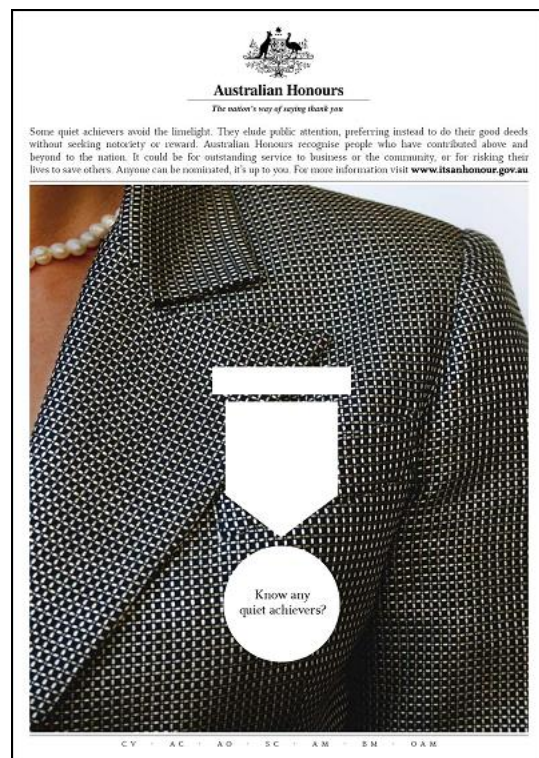 Australian Honours
The nation's way of saying thank you
Some quiet achievers avoid the limelight. They elude public attention, preferring instead to do their good deeds
without seeking notoriety or reward. Australian Honours recognise people who have contributed above and
beyond to the nation. It could be for outstanding service to business or the community, or for risking their
lives to save others. Anyone can be nominated, it's up to you. For more information visit www.itsanhonour.gov.au
Know any
quiet achievers?
CV · AC · AO · SC · AM · BM · OAM